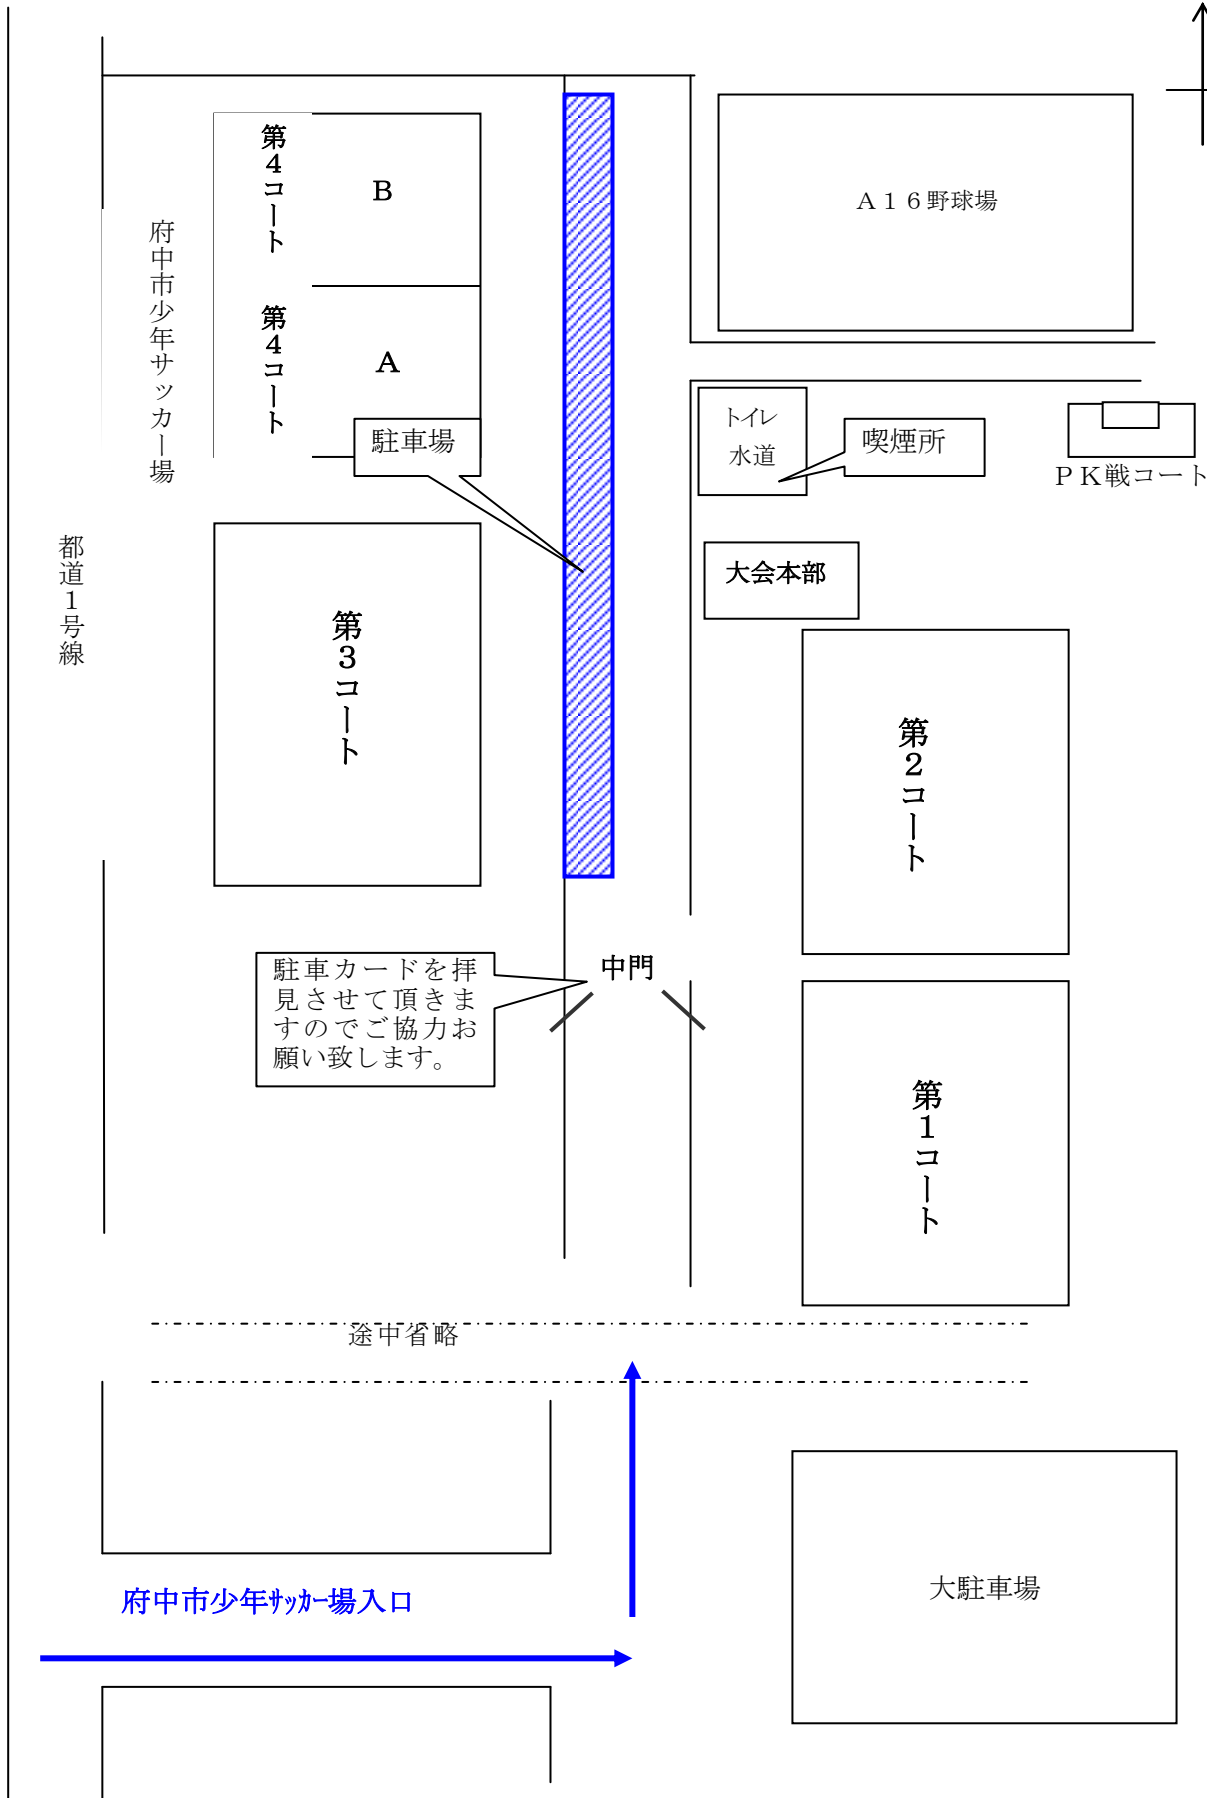 第４コート
B
Ａ１６野球場
府中市少年サッカー場
第４コート
A
駐車場
トイレ
水道
喫煙所
ＰＫ戦コート
都道１号線
大会本部
第３コート
第２コート
駐車カードを拝
見させて頂きま
すのでご協力お
願い致します。
中門
第１コート
途中省略
府中市少年ｻｯｶｰ場入口
大駐車場